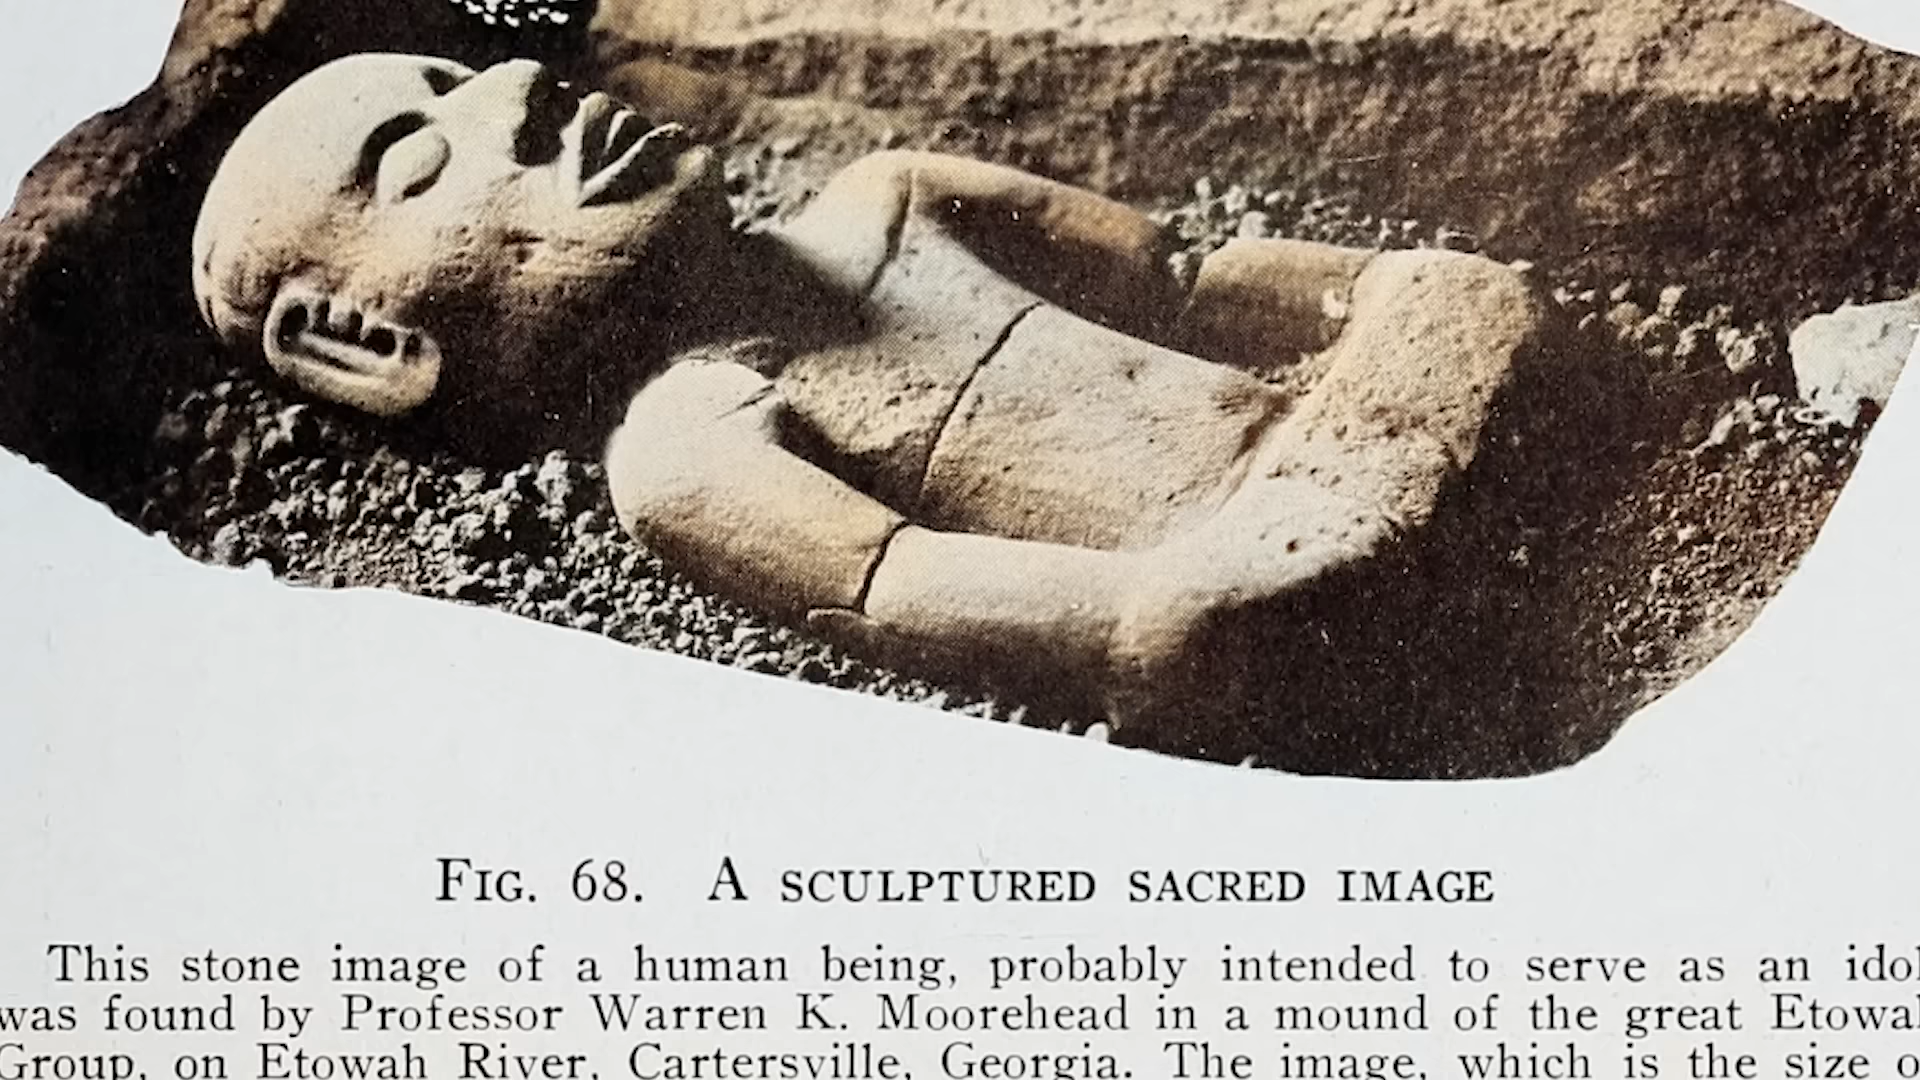 FIG. 68. A SCULPTURED SACRED IMAGE
This stone image of a human being, probably intended to serve as an idol
was found by Professor Warren K. Moorehead in a mound of the great Etowah
Group, on Etowah River, Cartersville, Georgia. The image, which is the size o